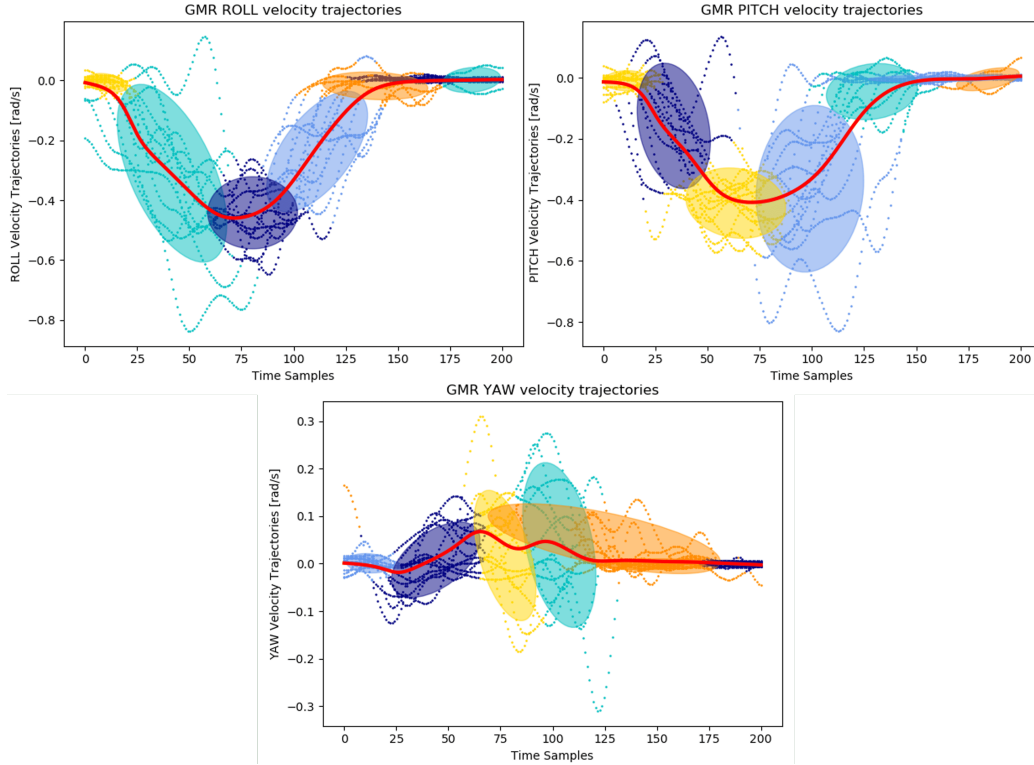 GMR ROLL velocity trajectories
ROLL Velocity Trajectories [rad/s]
0.0
−0.2
−0.4
−0.6
−0.8
0 25 50 75 100 125 150 175 200
Time Samples
GMR PITCH velocity trajectories
PITCH Velocity Trajectories [rad/s]
0.0
−0.2
−0.4
−0.6
−0.8
0 25 50 75 100 125 150 175 200
Time Samples
GMR YAW velocity trajectories
YAW Velocity Trajectories [rad/s]
0.3
0.2
0.1
0.0
−0.1
−0.2
−0.3
0 25 50 75 100 125 150 175 200
Time Samples